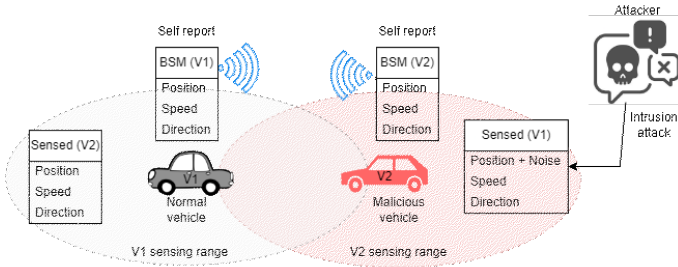 Attacker
Self report
Self report
BSM (V1)
Position
Speed
Direction
BSM (V2)
Position
Speed
Direction
Intrusion
attack
Sensed (V2)
Position
Speed
Direction
Sensed (V1)
Position + Noise
Speed
Direction
V1
Normal
vehicle
V2
Malicious
vehicle
V1 sensing range
V2 sensing range